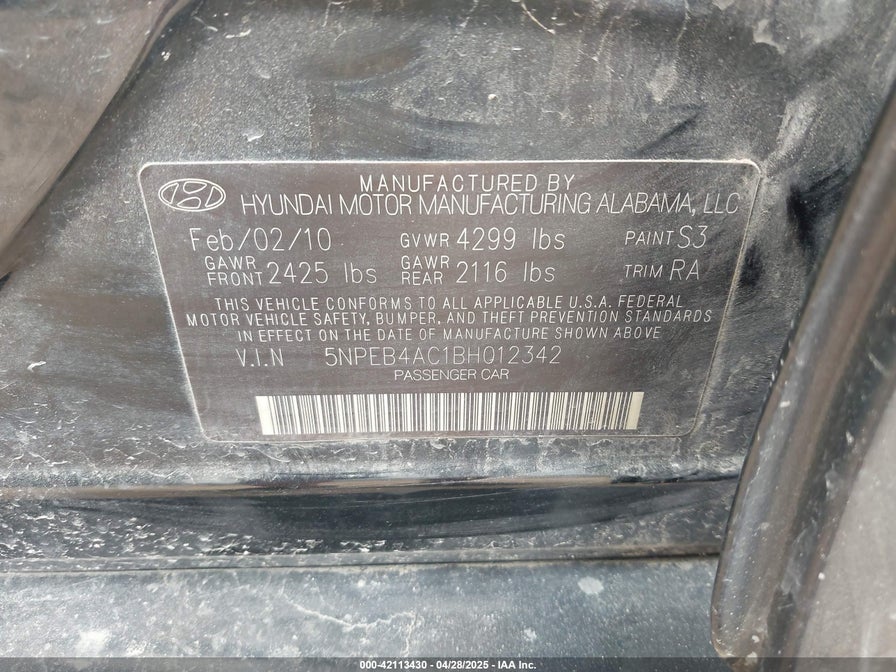 MANUFACTURED BY
HYUNDAI MOTOR MANUFACTURING ALABAMA, LLC
Feb/02/10 GVWR 4299 lbs PAINT S3
GAWR FRONT 2425 lbs GAWR REAR 2116 lbs TRIM RA
THIS VEHICLE CONFORMS TO ALL APPLICABLE U.S.A. FEDERAL
MOTOR VEHICLE SAFETY, BUMPER, AND THEFT PREVENTION STANDARDS
IN EFFECT ON THE DATE OF MANUFACTURE SHOWN ABOVE
V.I.N 5NPEB4AC1BH012342
PASSENGER CAR
000-42113430 - 04/28/2025 - IAA Inc.